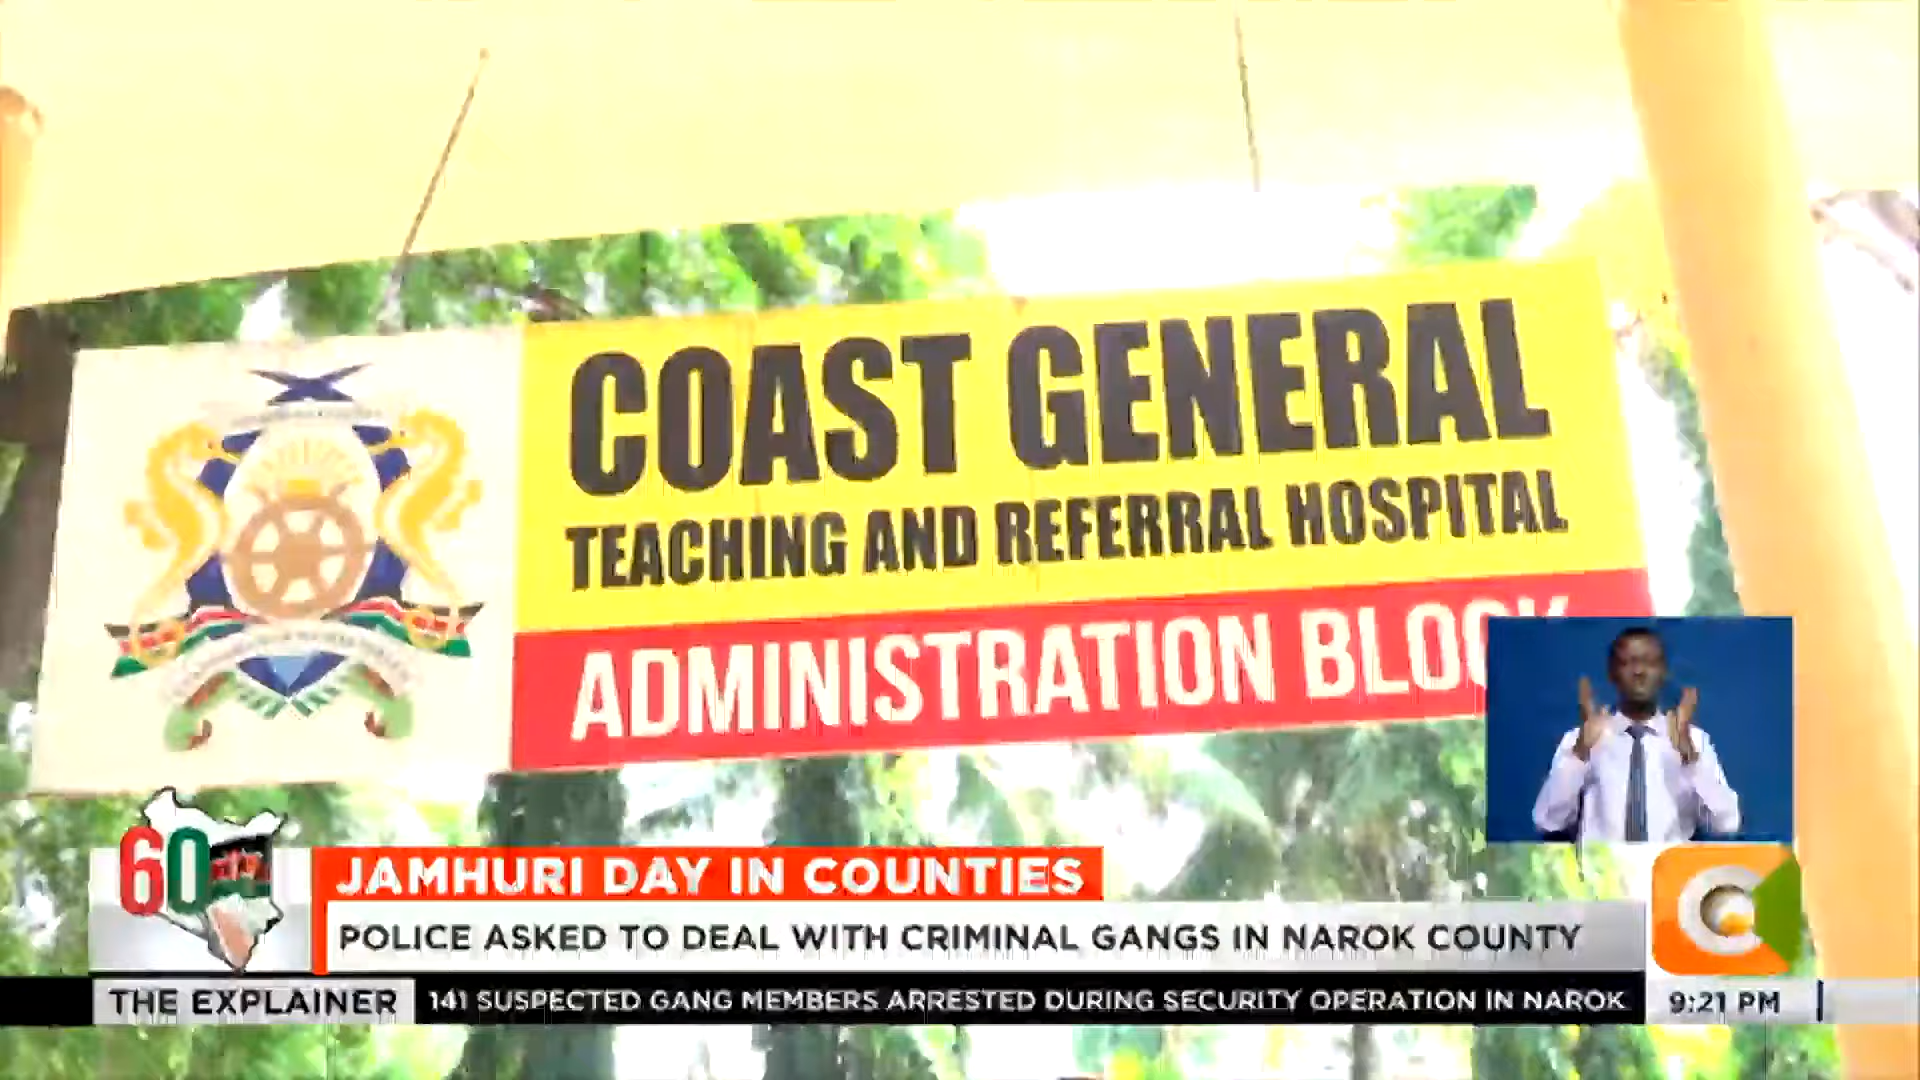 COAST GENERAL
TEACHING AND REFERRAL HOSPITAL
ADMINISTRATION BLOCK
60
JAMHURI DAY IN COUNTIES
POLICE ASKED TO DEAL WITH CRIMINAL GANGS IN NAROK COUNTY
THE EXPLAINER
141 SUSPECTED GANG MEMBERS ARRESTED DURING SECURITY OPERATION IN NAROK
9:21 PM